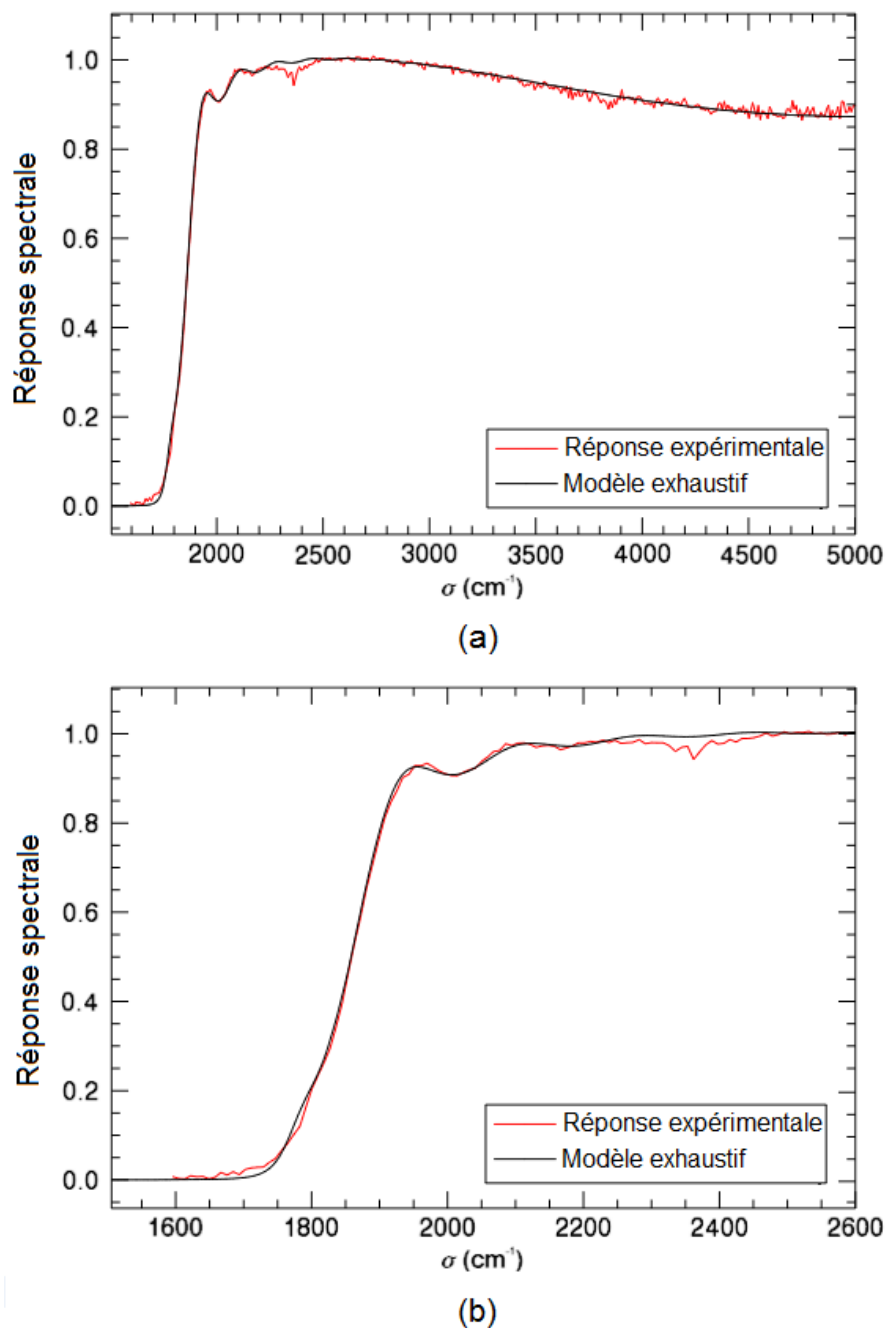 1.0
0.8
0.6
0.4
0.2
0.0
Réponse spectrale
Réponse expérimentale
Modèle exhaustif
2000 2500 3000 3500 4000 4500 5000
σ (cm⁻¹)
(a)
1.0
0.8
0.6
0.4
0.2
0.0
Réponse spectrale
Réponse expérimentale
Modèle exhaustif
1600 1800 2000 2200 2400 2600
σ (cm⁻¹)
(b)